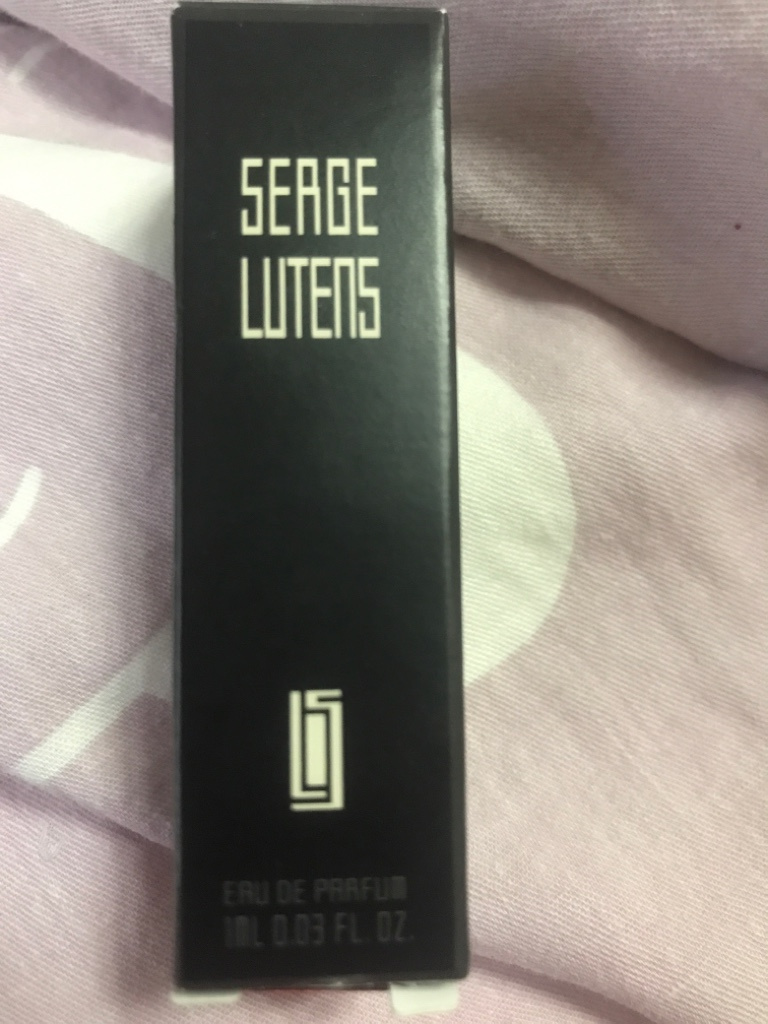 SERGE
LUTENS
EAU DE PARFUM
1ML 0.03 FL. OZ.